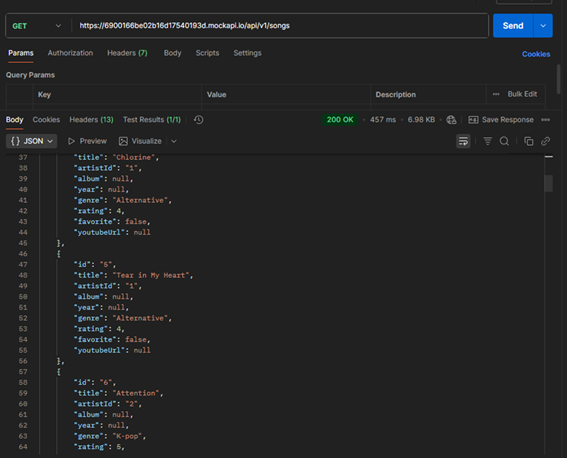 GET https://6900166be02b16d17540193d.mockapi.io/api/v1/songs Send
Params Authorization Headers (7) Body Scripts Settings Cookies
Query Params
Key Value Description Bulk Edit
Body Cookies Headers (13) Test Results (1/1) 200 OK 457 ms 6.98 KB Save Response
{} JSON Preview Visualize
37 "title": "Chlorine",
38 "artistId": "1",
39 "album": null,
40 "year": null,
41 "genre": "Alternative",
42 "rating": 4,
43 "favorite": false,
44 "youtubeUrl": null
45 },
46 {
47 "id": "5",
48 "title": "Tear in My Heart",
49 "artistId": "1",
50 "album": null,
51 "year": null,
52 "genre": "Alternative",
53 "rating": 4,
54 "favorite": false,
55 "youtubeUrl": null
56 },
57 {
58 "id": "6",
59 "title": "Attention",
60 "artistId": "2",
61 "album": null,
62 "year": null,
63 "genre": "K-pop",
64 "rating": 5,